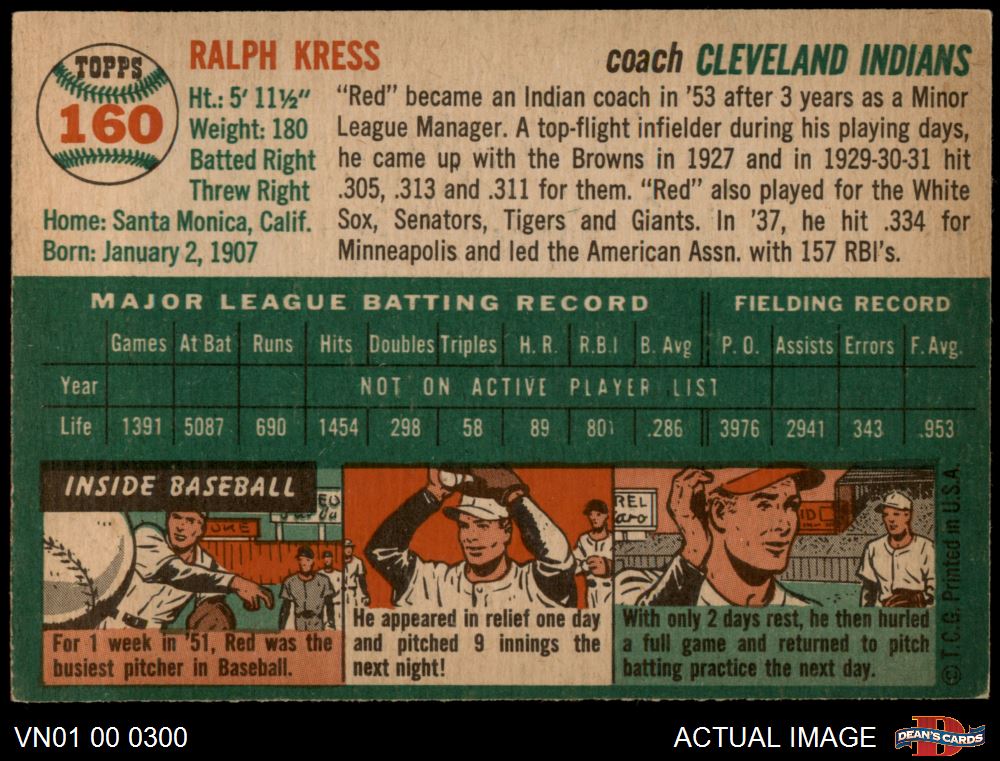 TOPPS
160
RALPH KRESS
coach CLEVELAND INDIANS
Ht.: 5' 11½"
Weight: 180
Batted Right
Threw Right
Home: Santa Monica, Calif.
Born: January 2, 1907
"Red" became an Indian coach in '53 after 3 years as a Minor
League Manager. A top-flight infielder during his playing days,
he came up with the Browns in 1927 and in 1929-30-31 hit
.305, .313 and .311 for them. "Red" also played for the White
Sox, Senators, Tigers and Giants. In '37, he hit .334 for
Minneapolis and led the American Assn. with 157 RBI's.
MAJOR LEAGUE BATTING RECORD FIELDING RECORD
Games At Bat Runs Hits Doubles Triples H. R. R.B.I B. Avg P. O. Assists Errors F. Avg.
Year NOT ON ACTIVE PLAYER LIST
Life 1391 5087 690 1454 298 58 89 801 .286 3976 2941 343 .953
INSIDE BASEBALL
For 1 week in '51, Red was the
busiest pitcher in Baseball.
He appeared in relief one day
and pitched 9 innings the
next night!
REL
With only 2 days rest, he then hurled
a full game and returned to pitch
batting practice the next day.
© T.C.G. Printed in U.S.A.
VN01 00 0300
ACTUAL IMAGE
DEAN'S CARDS